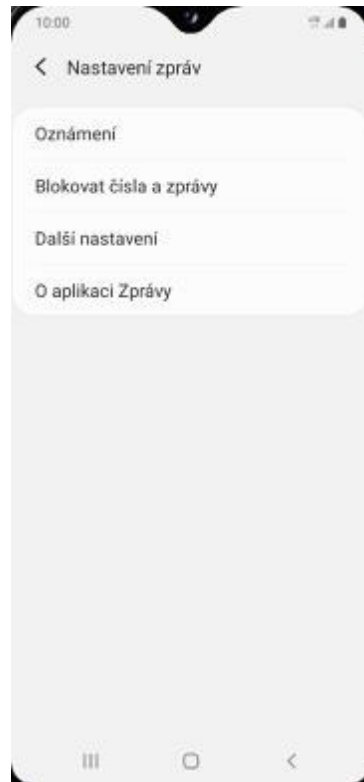 10:00
Nastavení zpráv
Oznámení
Blokovat čísla a zprávy
Další nastavení
O aplikaci Zprávy